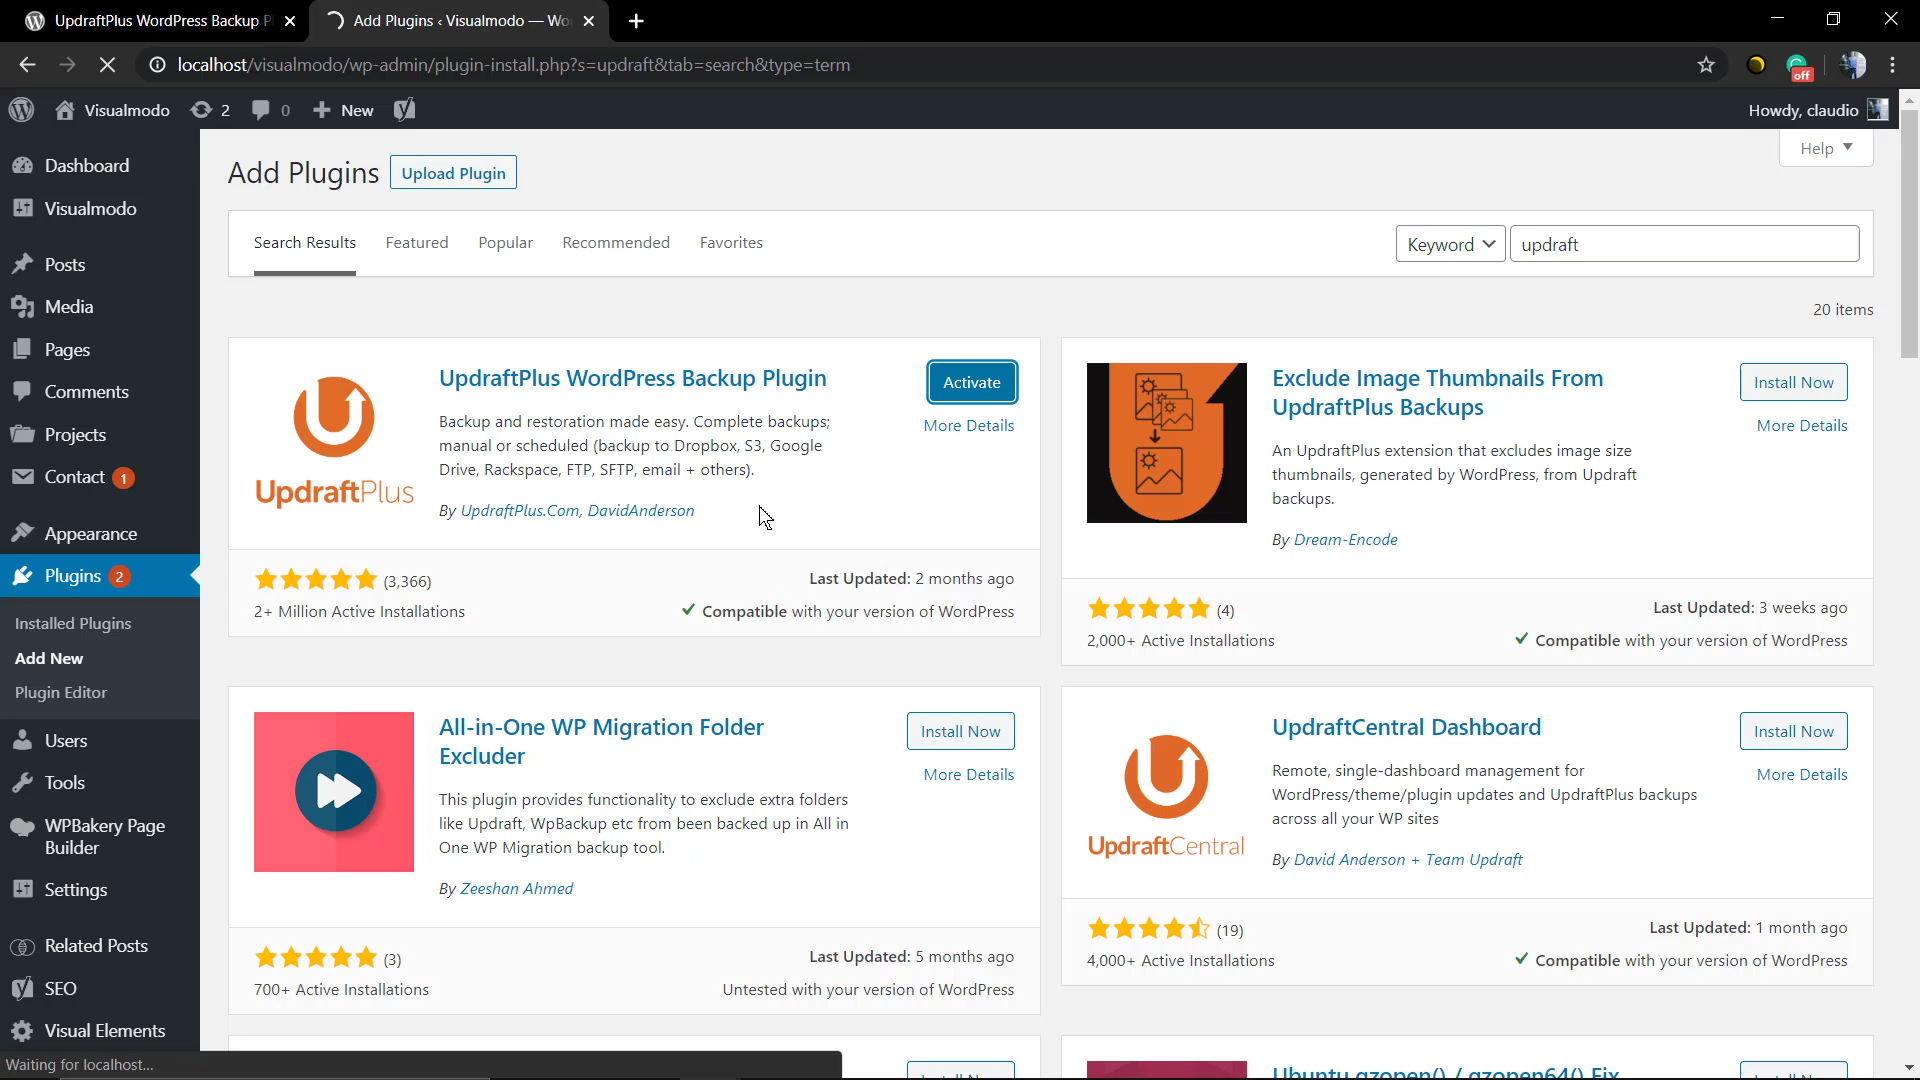 UpdraftPlus WordPress Backup P
Add Plugins ‹ Visualmodo — Wo
localhost/visualmodo/wp-admin/plugin-install.php?s=updraft&tab=search&type=term
off
Visualmodo
2
0
New
Howdy, claudio
Dashboard
Visualmodo
Posts
Media
Pages
Comments
Projects
Contact 1
Appearance
Plugins 2
Installed Plugins
Add New
Plugin Editor
Users
Tools
WPBakery Page
Builder
Settings
Related Posts
SEO
Visual Elements
Waiting for localhost...
Help
Add Plugins
Upload Plugin
Search Results
Featured
Popular
Recommended
Favorites
Keyword
updraft
20 items
UpdraftPlus
UpdraftPlus WordPress Backup Plugin
Backup and restoration made easy. Complete backups;
manual or scheduled (backup to Dropbox, S3, Google
Drive, Rackspace, FTP, SFTP, email + others).
By UpdraftPlus.Com, DavidAnderson
Activate
More Details
(3,366)
2+ Million Active Installations
Last Updated: 2 months ago
Compatible with your version of WordPress
Exclude Image Thumbnails From
UpdraftPlus Backups
An UpdraftPlus extension that excludes image size
thumbnails, generated by WordPress, from Updraft
backups.
By Dream-Encode
Install Now
More Details
(4)
2,000+ Active Installations
Last Updated: 3 weeks ago
Compatible with your version of WordPress
All-in-One WP Migration Folder
Excluder
This plugin provides functionality to exclude extra folders
like Updraft, WpBackup etc from been backed up in All in
One WP Migration backup tool.
By Zeeshan Ahmed
Install Now
More Details
(3)
700+ Active Installations
Last Updated: 5 months ago
Untested with your version of WordPress
UpdraftCentral
UpdraftCentral Dashboard
Remote, single-dashboard management for
WordPress/theme/plugin updates and UpdraftPlus backups
across all your WP sites
By David Anderson + Team Updraft
Install Now
More Details
(19)
4,000+ Active Installations
Last Updated: 1 month ago
Compatible with your version of WordPress
Install Now
Ubuntu gzopen() / gzopen64() Fix
Install Now